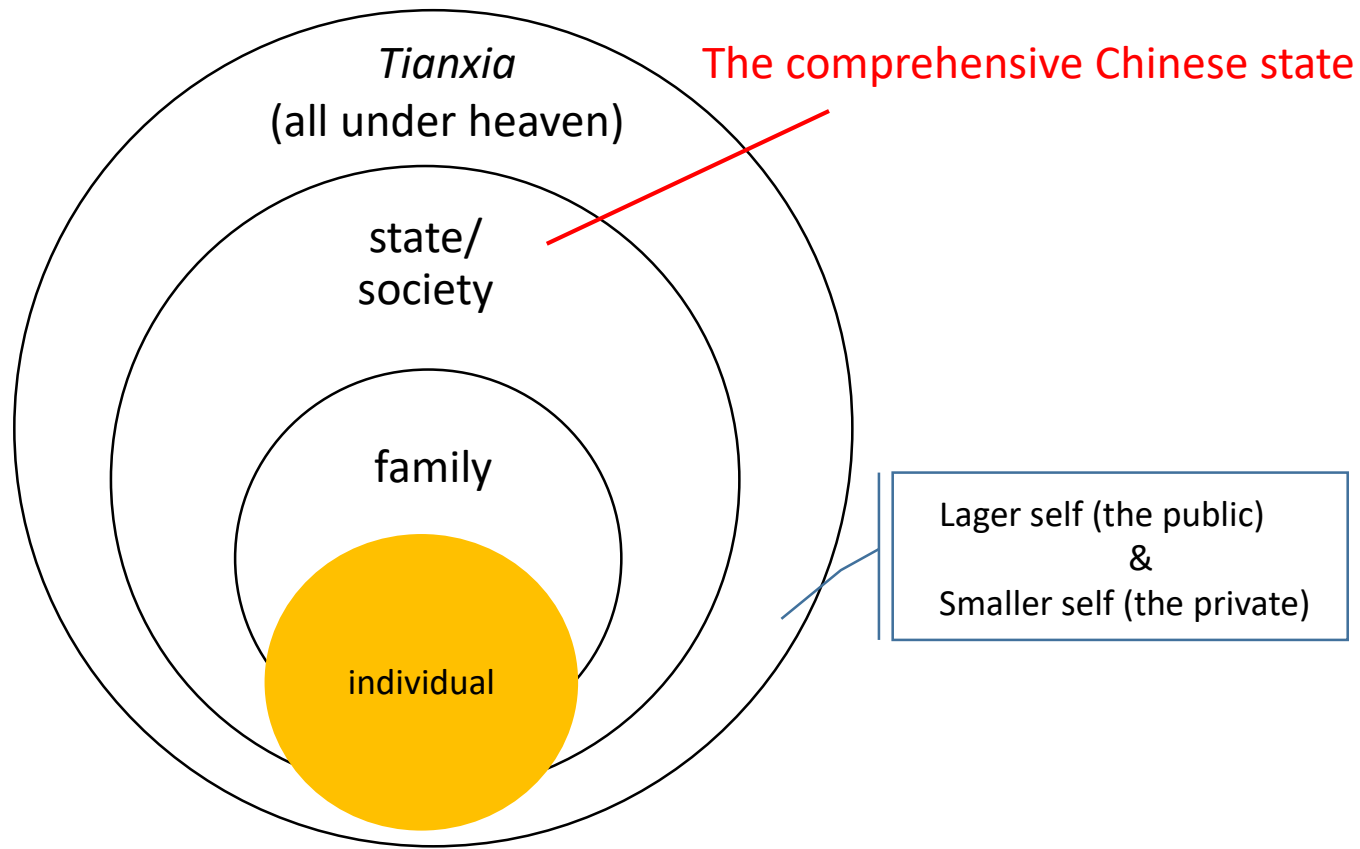 Tianxia
(all under heaven)
The comprehensive Chinese state
state/
society
family
individual
Lager self (the public)
&
Smaller self (the private)